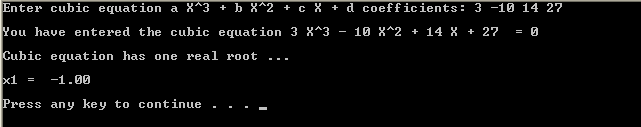 Enter cubic equation a X^3 + b X^2 + c X + d coefficients: 3 -10 14 27
You have entered the cubic equation 3 X^3 - 10 X^2 + 14 X + 27  = 0
Cubic equation has one real root ...
x1 =  -1.00
Press any key to continue . . . _